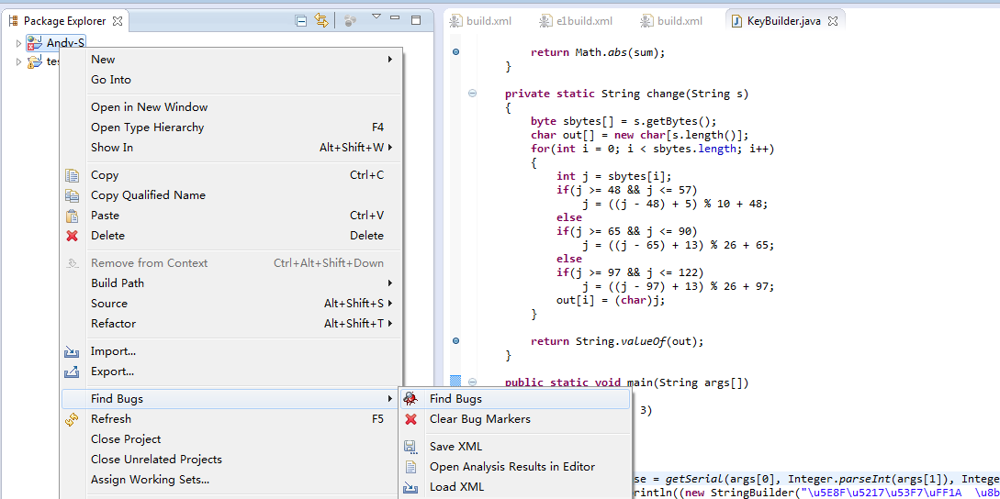 Package Explorer
build.xml
e1build.xml
build.xml
KeyBuilder.java
Andy-S
New
Go Into
Open in New Window
Open Type Hierarchy F4
Show In Alt+Shift+W
Copy Ctrl+C
Copy Qualified Name
Paste Ctrl+V
Delete Delete
Remove from Context Ctrl+Alt+Shift+Down
Build Path
Source Alt+Shift+S
Refactor Alt+Shift+T
Import...
Export...
Find Bugs
Refresh F5
Close Project
Close Unrelated Projects
Assign Working Sets...
Find Bugs
Clear Bug Markers
Save XML
Open Analysis Results in Editor
Load XML
return Math.abs(sum);
}
private static String change(String s)
{
byte sbytes[] = s.getBytes();
char out[] = new char[s.length()];
for(int i = 0; i < sbytes.length; i++)
{
int j = sbytes[i];
if(j >= 48 && j <= 57)
j = ((j - 48) + 5) % 10 + 48;
else
if(j >= 65 && j <= 90)
j = ((j - 65) + 13) % 26 + 65;
else
if(j >= 97 && j <= 122)
j = ((j - 97) + 13) % 26 + 97;
out[i] = (char)j;
}
return String.valueOf(out);
}
public static void main(String args[])
3)
se = getSerial(args[0], Integer.parseInt(args[1]), Intege
rintln((new StringBuilder("\u5E8F\u5217\u53F7\uFF1A \u8b